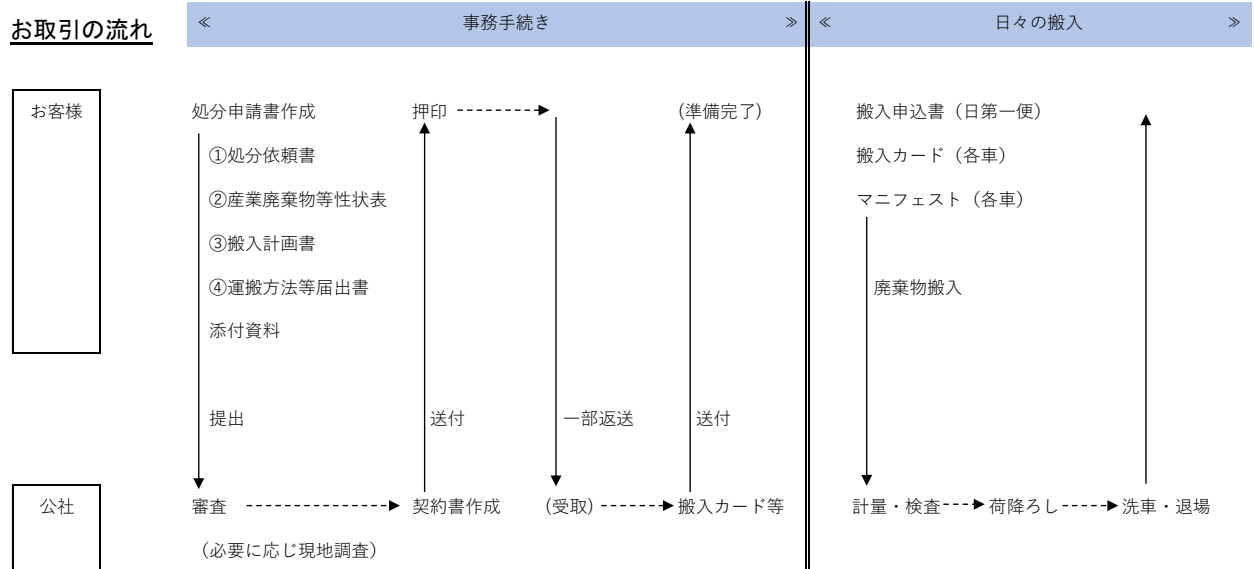 お取引の流れ
≪ 事務手続き ≫ ≪ 日々の搬入 ≫
お客様 処分申請書作成 押印 (準備完了) 搬入申込書（日第一便）
①処分依頼書 搬入カード（各車）
②産業廃棄物等性状表 マニフェスト（各車）
③搬入計画書
④運搬方法等届出書 廃棄物搬入
添付資料
提出 送付 一部返送 送付
公社 審査 契約書作成 (受取) 搬入カード等 計量・検査 荷降ろし 洗車・退場
（必要に応じ現地調査）